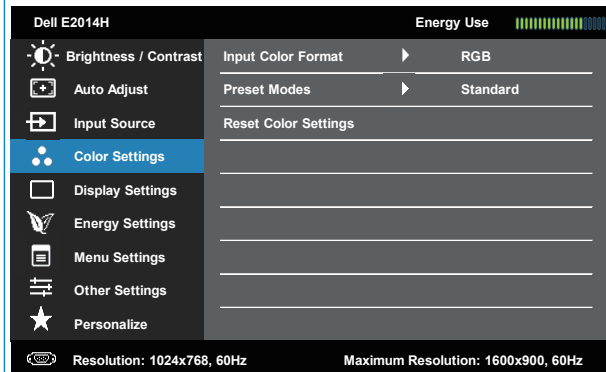 Dell E2014H Energy Use
Brightness / Contrast Input Color Format RGB
Auto Adjust Preset Modes Standard
Input Source Reset Color Settings
Color Settings
Display Settings
Energy Settings
Menu Settings
Other Settings
Personalize
Resolution: 1024x768, 60Hz Maximum Resolution: 1600x900, 60Hz